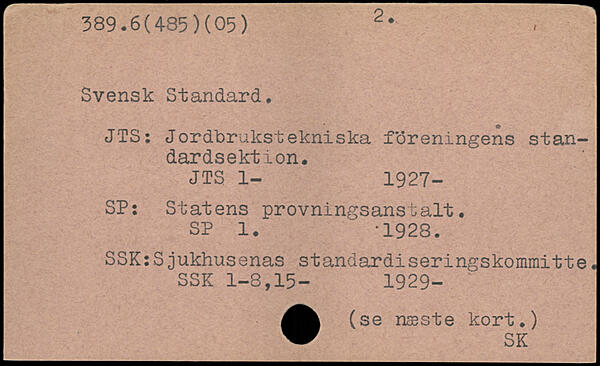 389.6(485)(05) 2.
Svensk Standard.
JTS: Jordbrukstekniska föreningens stan-
dardsektion.
JTS 1- 1927-
SP: Statens provningsanstalt.
SP 1. 1928.
SSK:Sjukhusenas standardiseringskommitte.
SSK 1-8,15- 1929-
(se næste kort.)
SK